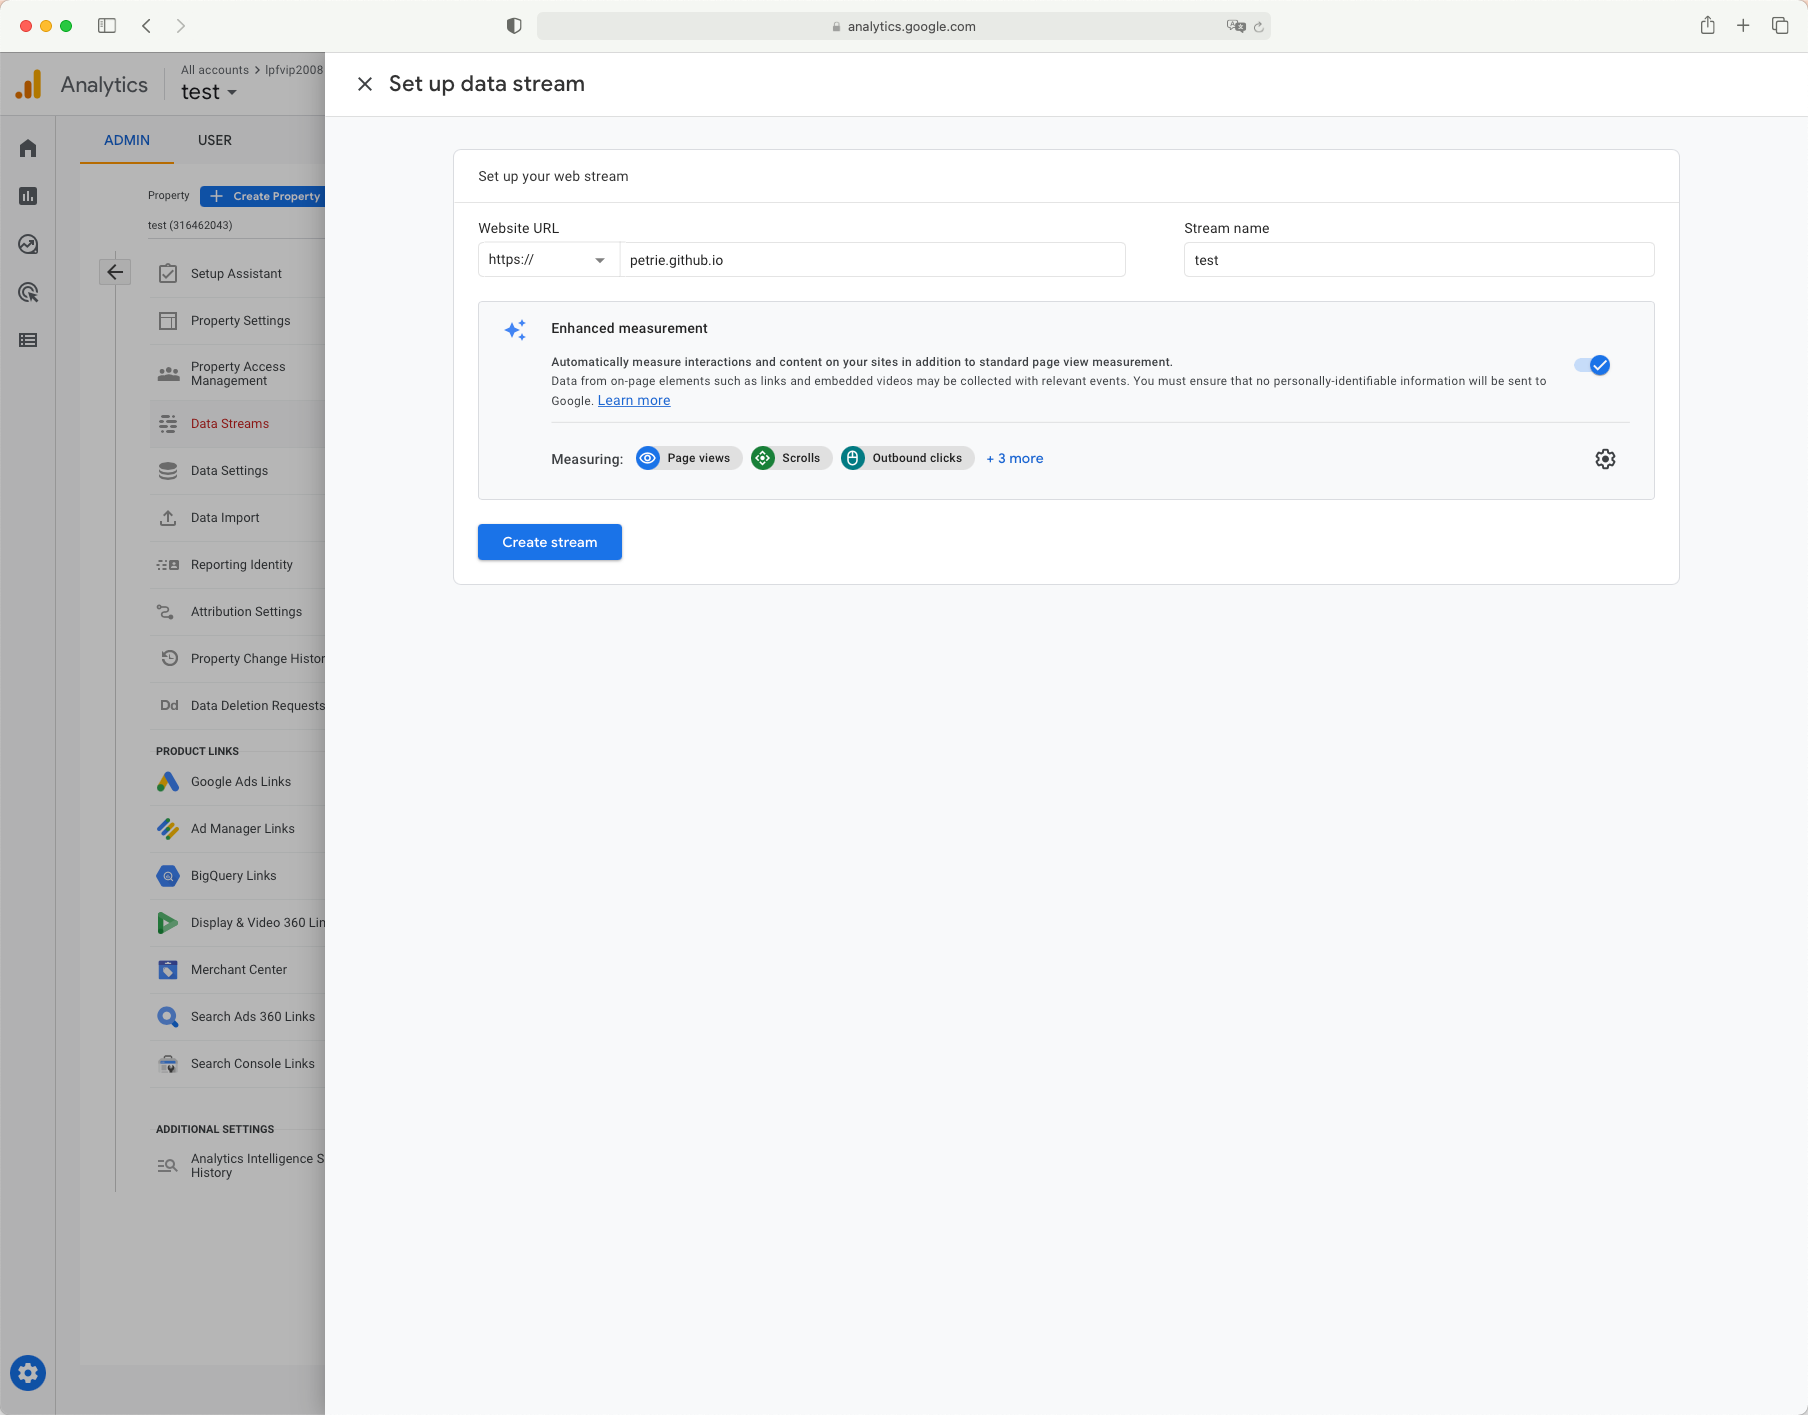 analytics.google.com
Analytics
All accounts > lpfvip2008
test
Set up data stream
ADMIN
USER
Property
Create Property
test (316462043)
Setup Assistant
Property Settings
Property Access
Management
Data Streams
Data Settings
Data Import
Reporting Identity
Attribution Settings
Property Change Histor
Dd Data Deletion Requests
PRODUCT LINKS
Google Ads Links
Ad Manager Links
BigQuery Links
Display & Video 360 Lin
Merchant Center
Search Ads 360 Links
Search Console Links
ADDITIONAL SETTINGS
Analytics Intelligence S
History
Set up your web stream
Website URL
Stream name
https://
petrie.github.io
test
Enhanced measurement
Automatically measure interactions and content on your sites in addition to standard page view measurement.
Data from on-page elements such as links and embedded videos may be collected with relevant events. You must ensure that no personally-identifiable information will be sent to
Google. Learn more
Measuring:
Page views
Scrolls
Outbound clicks
+ 3 more
Create stream